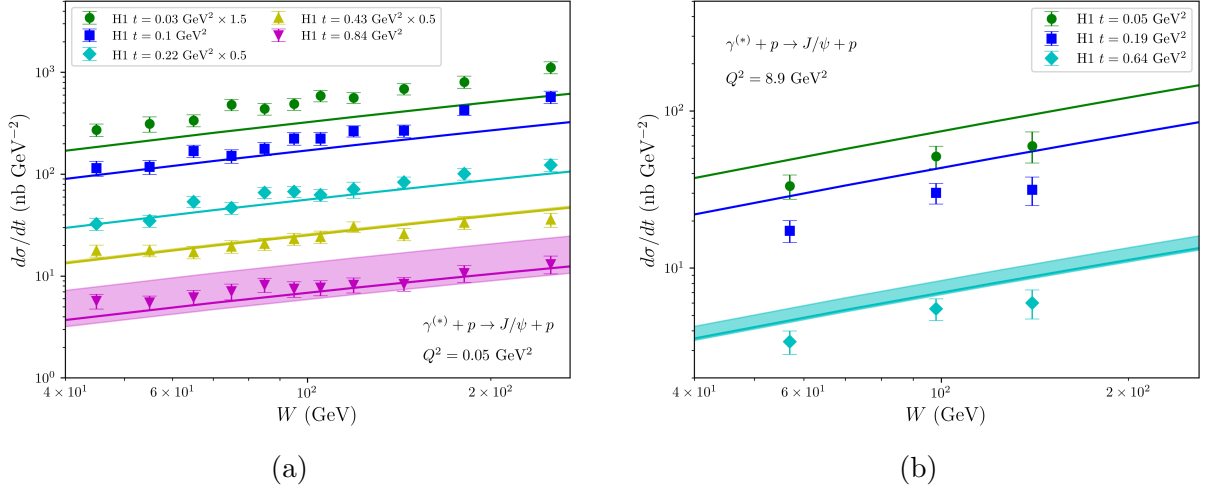 H1 t = 0.03 GeV² × 1.5
H1 t = 0.1 GeV²
H1 t = 0.22 GeV² × 0.5
H1 t = 0.43 GeV² × 0.5
H1 t = 0.84 GeV²
10³
10²
10¹
10⁰
dσ/dt (nb GeV⁻²)
γ⁽*⁾ + p → J/ψ + p
Q² = 0.05 GeV²
4 × 10¹
6 × 10¹
10²
2 × 10²
W (GeV)
(a)
γ⁽*⁾ + p → J/ψ + p
Q² = 8.9 GeV²
H1 t = 0.05 GeV²
H1 t = 0.19 GeV²
H1 t = 0.64 GeV²
10²
10¹
dσ/dt (nb GeV⁻²)
4 × 10¹
6 × 10¹
10²
2 × 10²
W (GeV)
(b)